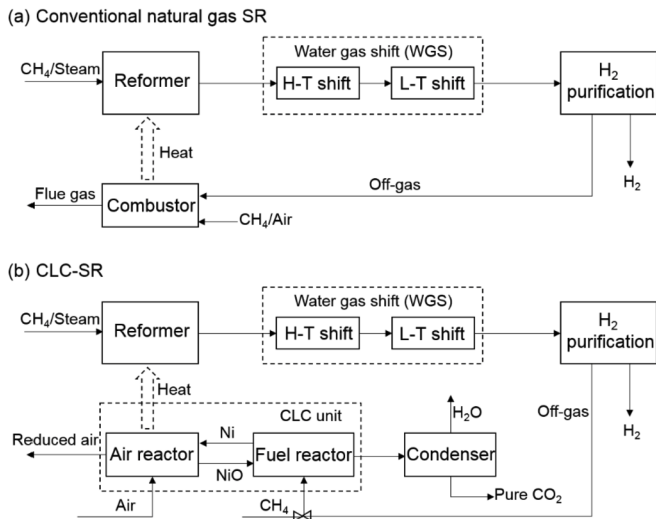 (a) Conventional natural gas SR
CH₄/Steam
Reformer
Water gas shift (WGS)
H-T shift
L-T shift
H₂
purification
Heat
Off-gas
H₂
Flue gas
Combustor
CH₄/Air
(b) CLC-SR
CH₄/Steam
Reformer
Water gas shift (WGS)
H-T shift
L-T shift
H₂
purification
Heat
CLC unit
H₂O
Off-gas
H₂
Reduced air
Air reactor
Ni
NiO
Fuel reactor
Condenser
Air
CH₄
Pure CO₂